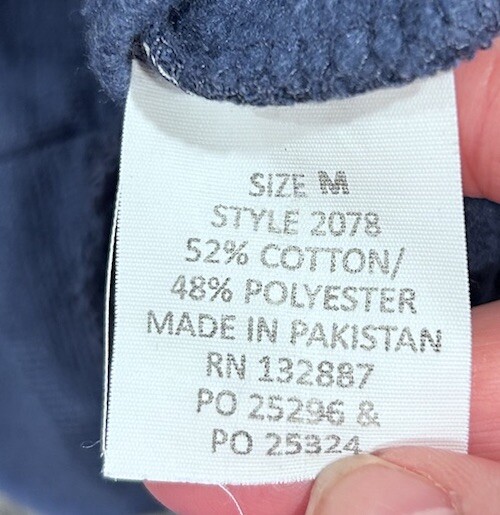 SIZE M
STYLE 2078
52% COTTON/
48% POLYESTER
MADE IN PAKISTAN
RN 132887
PO 25296 &
PO 25324